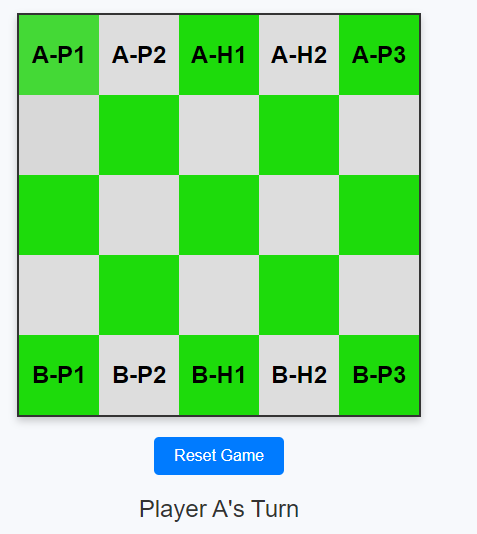 A-P1 A-P2 A-H1 A-H2 A-P3
B-P1 B-P2 B-H1 B-H2 B-P3
Reset Game
Player A's Turn